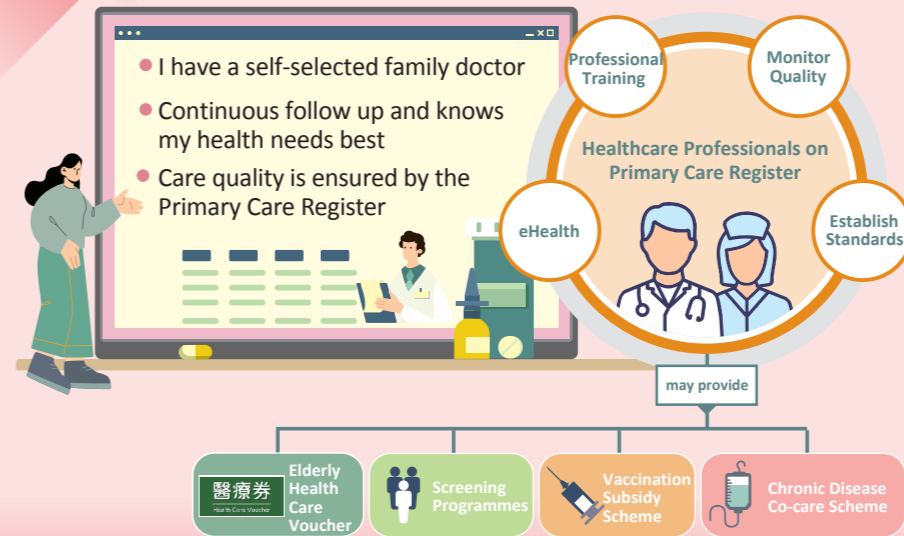 I have a self-selected family doctor
Continuous follow up and knows
my health needs best
Care quality is ensured by the
Primary Care Register
Professional
Training
Monitor
Quality
Healthcare Professionals on
Primary Care Register
eHealth
Establish
Standards
may provide
醫療券
Health Care Voucher
Elderly
Health
Care
Voucher
Screening
Programmes
Vaccination
Subsidy
Scheme
Chronic Disease
Co-care Scheme